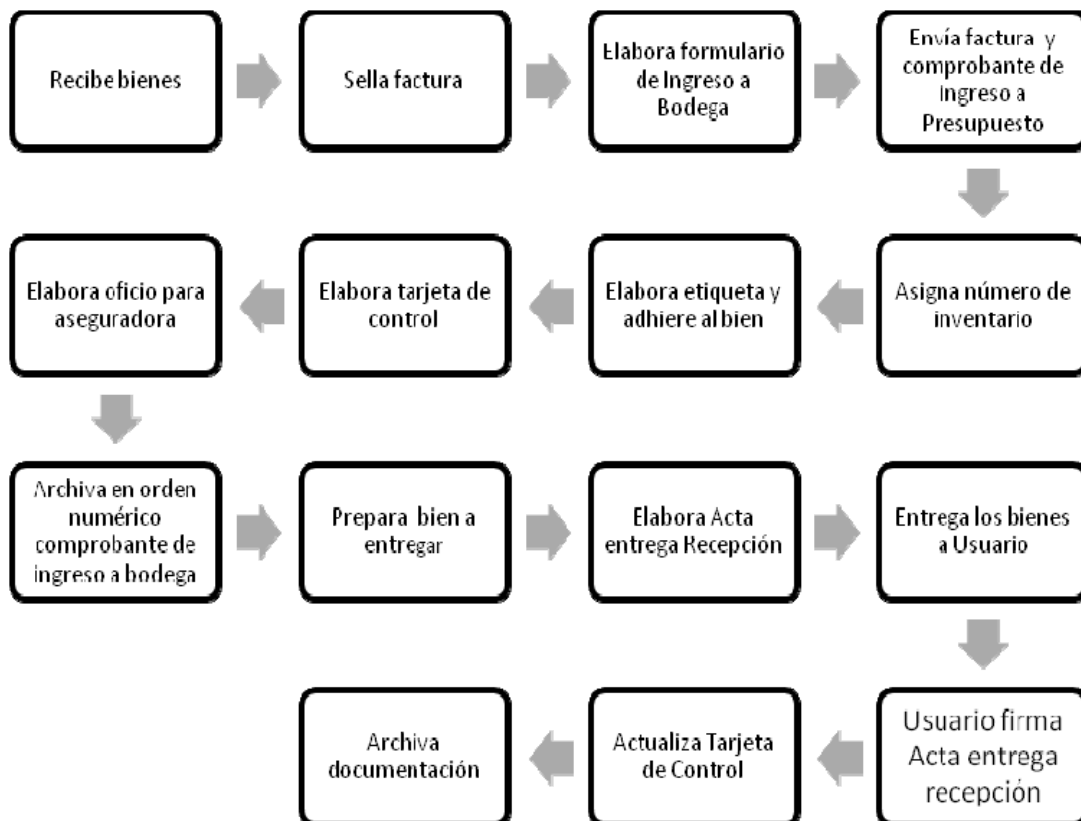 Recibe bienes
Sella factura
Elabora formulario
de Ingreso a
Bodega
Envía factura y
comprobante de
Ingreso a
Presupuesto
Asigna número de
inventario
Elabora etiqueta y
adhiere al bien
Elabora tarjeta de
control
Elabora oficio para
aseguradora
Archiva en orden
numérico
comprobante de
ingreso a bodega
Prepara bien a
entregar
Elabora Acta
entrega Recepción
Entrega los bienes
a Usuario
Usuario firma
Acta entrega
recepción
Actualiza Tarjeta
de Control
Archiva
documentación